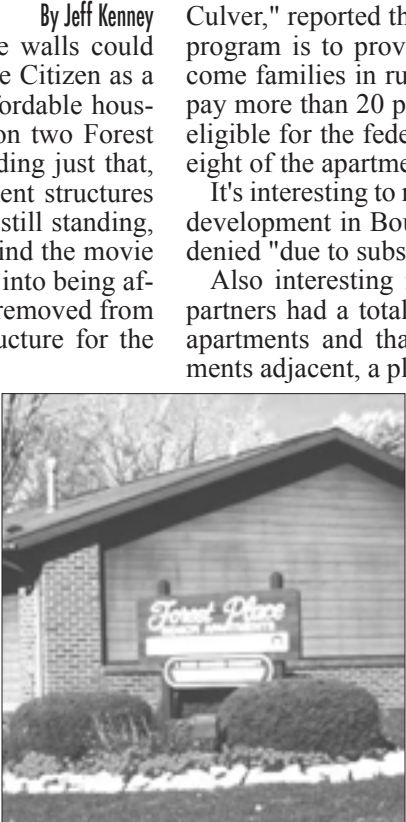 By Jeff Kenney
e walls could
e Citizen as a
fordable hous-
on two Forest
ding just that,
ent structures
still standing,
ind the movie
into being af-
removed from
ucture for the
Culver," reported th
program is to prov
come families in ru
pay more than 20 p
eligible for the fede
eight of the apartme
It's interesting to r
development in Bou
denied "due to subs
Also interesting i
partners had a total
apartments and tha
ments adjacent, a pl
Forest Place
SENIOR APARTMENTS